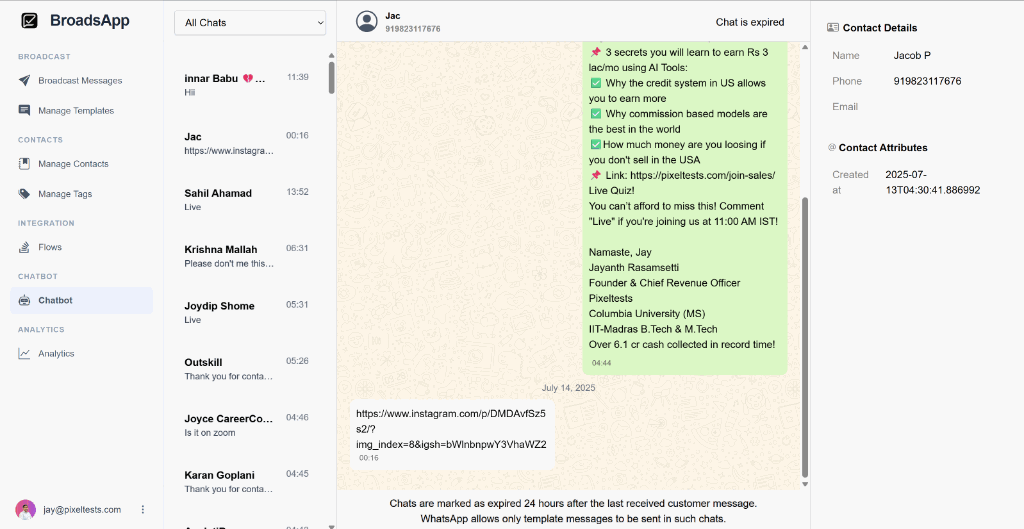 BroadsApp
BROADCAST
Broadcast Messages
Manage Templates
CONTACTS
Manage Contacts
Manage Tags
INTEGRATION
Flows
CHATBOT
Chatbot
ANALYTICS
Analytics
jay@pixeltests.com
All Chats
innar Babu 💔 ...
11:39
Hii
Jac
00:16
https://www.instagra...
Sahil Ahamad
13:52
Live
Krishna Mallah
06:31
Please don't me this...
Joydip Shome
05:31
Live
Outskill
05:26
Thank you for conta...
Joyce CareerCo...
04:46
Is it on zoom
Karan Goplani
04:45
Thank you for conta...
Jac
919823117676
Chat is expired
📌 3 secrets you will learn to earn Rs 3
lac/mo using AI Tools:
✅ Why the credit system in US allows
you to earn more
✅ Why commission based models are
the best in the world
✅How much money are you loosing if
you don't sell in the USA
📌 Link: https://pixeltests.com/join-sales/
Live Quiz!
You can't afford to miss this! Comment
"Live" if you're joining us at 11:00 AM IST!
Namaste, Jay
Jayanth Rasamsetti
Founder & Chief Revenue Officer
Pixeltests
Columbia University (MS)
IIT-Madras B.Tech & M.Tech
Over 6.1 cr cash collected in record time!
04:44
July 14, 2025
https://www.instagram.com/p/DMDAvfSz5
s2/?
img_index=8&igsh=bWlnbnpwY3VhaWZ2
00:16
Chats are marked as expired 24 hours after the last received customer message.
WhatsApp allows only template messages to be sent in such chats.
Contact Details
Name Jacob P
Phone 919823117676
Email
@ Contact Attributes
Created 2025-07-
at 13T04:30:41.886992